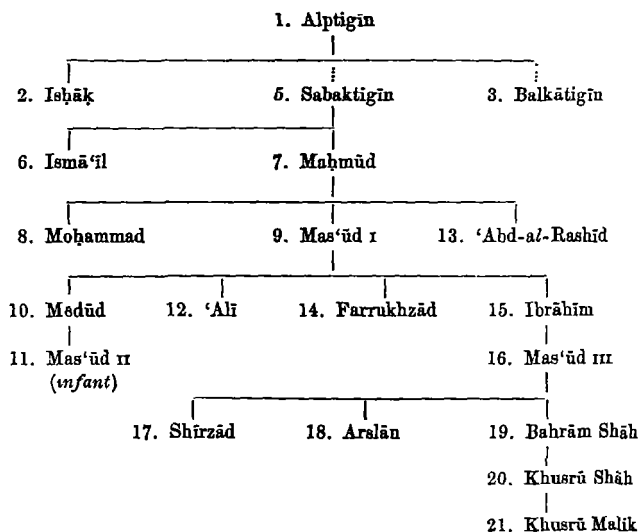 1. Alptigīn
2. Isḥāḳ 5. Sabaktigīn 3. Balkātigīn
6. Ismā‘īl 7. Maḥmūd
8. Moḥammad 9. Mas‘ūd I 13. ‘Abd-al-Rashīd
10. Mōdūd 12. ‘Alī 14. Farrukhzād 15. Ibrāhīm
11. Mas‘ūd II 16. Mas‘ūd III
(infant)
17. Shīrzād 18. Arslān 19. Bahrām Shāh
20. Khusrū Shāh
21. Khusrū Malik